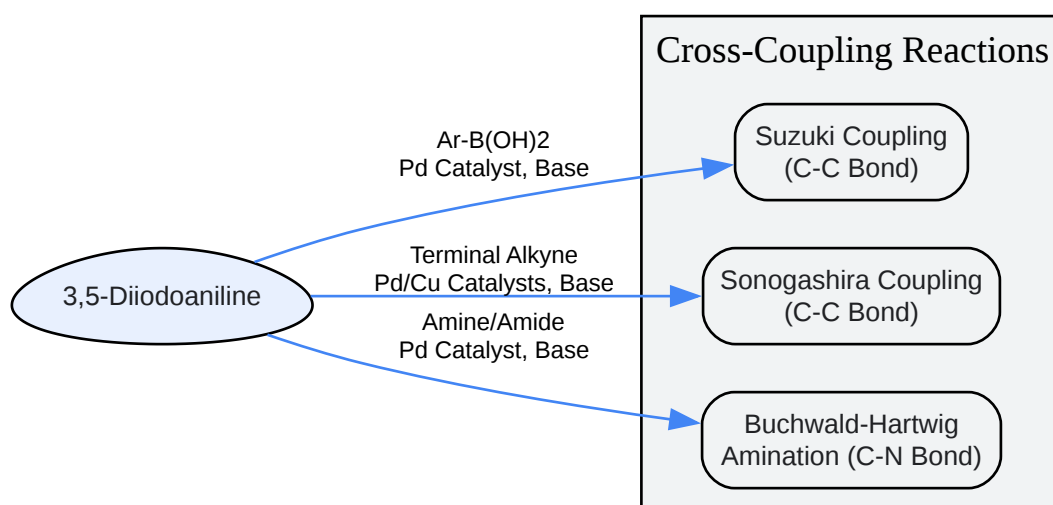 Cross-Coupling Reactions
Ar-B(OH)2
Pd Catalyst, Base
Suzuki Coupling
(C-C Bond)
3,5-Diiodoaniline
Terminal Alkyne
Pd/Cu Catalysts, Base
Sonogashira Coupling
(C-C Bond)
Amine/Amide
Pd Catalyst, Base
Buchwald-Hartwig
Amination (C-N Bond)